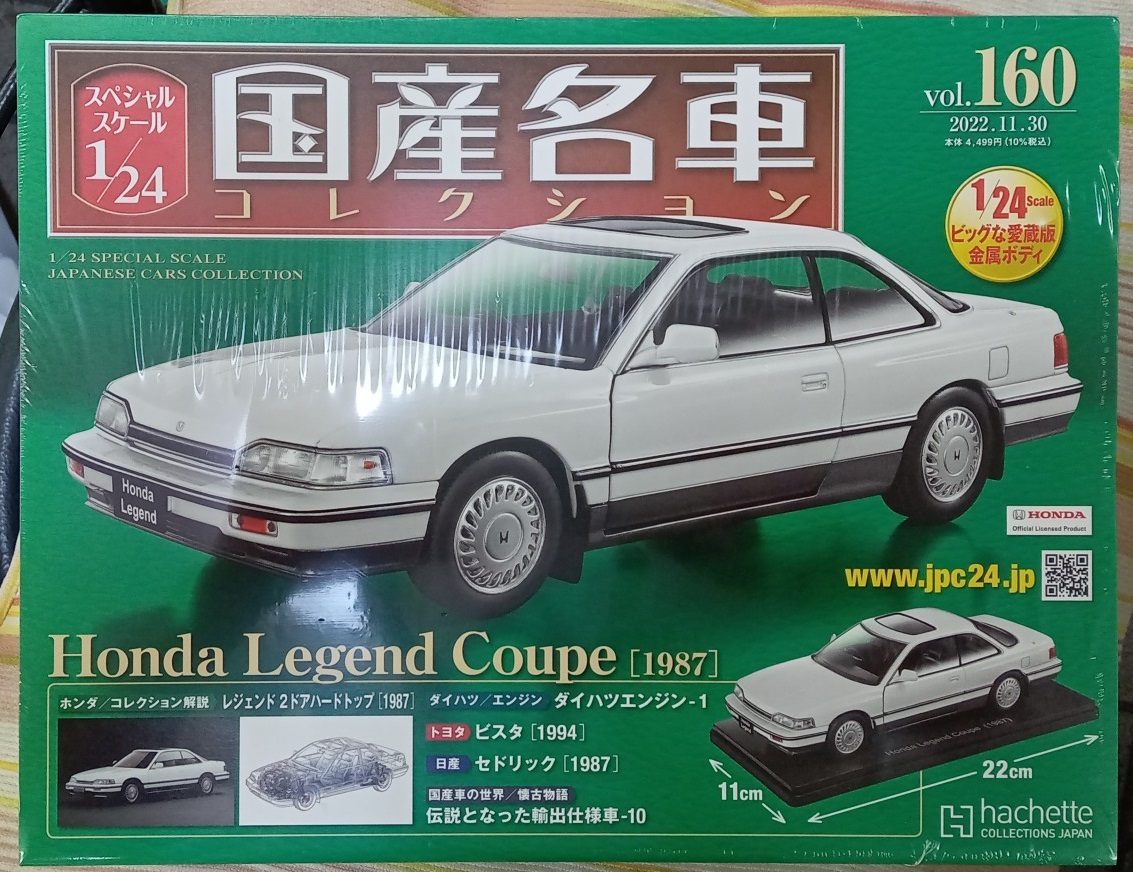 スペシャル
スケール
1/24
国産名車
コレクション
vol.160
2022.11.30
本体 4,499円(10%税込)
1/24 Scale
ビッグな愛蔵版
金属ボディ
1/24 SPECIAL SCALE
JAPANESE CARS COLLECTION
Honda
Legend
HONDA
Official Licensed Product
www.jpc24.jp
Honda Legend Coupe [1987]
ホンダ/コレクション解説 レジェンド2ドアハードトップ[1987]
ダイハツ/エンジン ダイハツエンジン-1
トヨタ ビスタ[1994]
日産 セドリック[1987]
国産車の世界/懐古物語
伝説となった輸出仕様車-10
Honda Legend Coupe (1987)
11cm
22cm
hachette
COLLECTIONS JAPAN